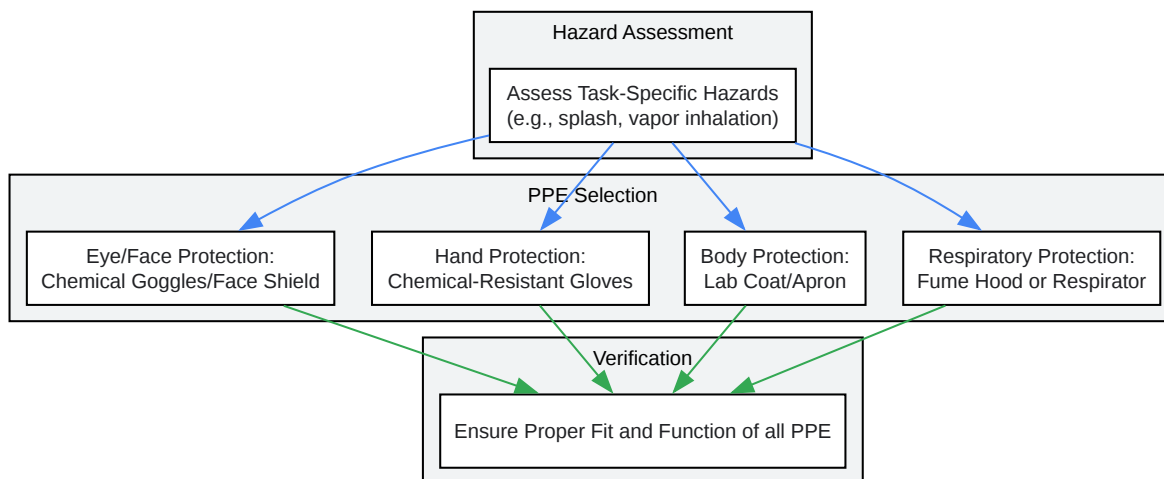 Hazard Assessment
Assess Task-Specific Hazards
(e.g., splash, vapor inhalation)
PPE Selection
Eye/Face Protection:
Chemical Goggles/Face Shield
Hand Protection:
Chemical-Resistant Gloves
Body Protection:
Lab Coat/Apron
Respiratory Protection:
Fume Hood or Respirator
Verification
Ensure Proper Fit and Function of all PPE